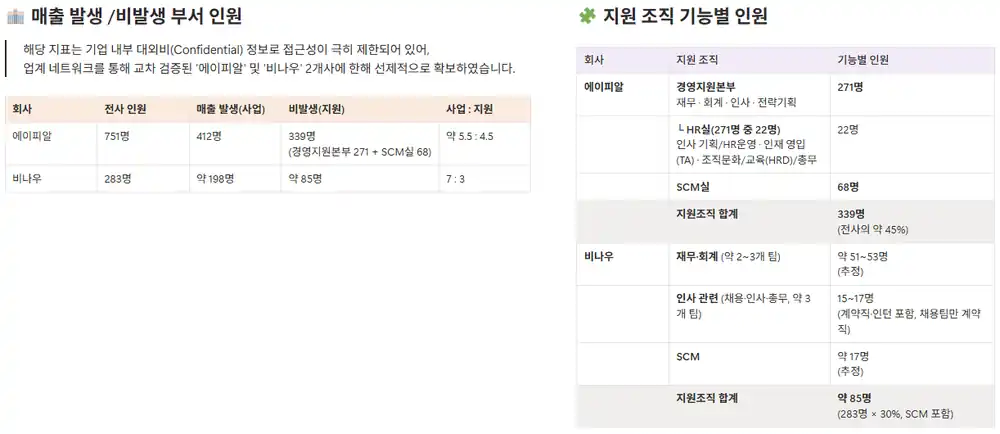 매출 발생 /비발생 부서 인원
해당 지표는 기업 내부 대외비(Confidential) 정보로 접근성이 극히 제한되어 있어,
업계 네트워크를 통해 교차 검증된 '에이피알' 및 '비나우' 2개사에 한해 선제적으로 확보하였습니다.
회사 전사 인원 매출 발생(사업) 비발생(지원) 사업 : 지원
에이피알 751명 412명 339명 약 5.5 : 4.5
(경영지원본부 271 + SCM실 68)
비나우 283명 약 198명 약 85명 7 : 3
지원 조직 기능별 인원
회사 지원 조직 기능별 인원
에이피알 경영지원본부 271명
재무 · 회계 · 인사 · 전략기획
└ HR실(271명 중 22명) 22명
인사 기획/HR운영 · 인재 영입
(TA) · 조직문화/교육(HRD)/총무
SCM실 68명
지원조직 합계 339명
(전사의 약 45%)
비나우 재무·회계 (약 2~3개 팀) 약 51~53명
(추정)
인사 관련 (채용·인사·총무, 약 3 15~17명
개 팀) (계약직·인턴 포함, 채용팀만 계약
직)
SCM 약 17명
(추정)
지원조직 합계 약 85명
(283명 × 30%, SCM 포함)